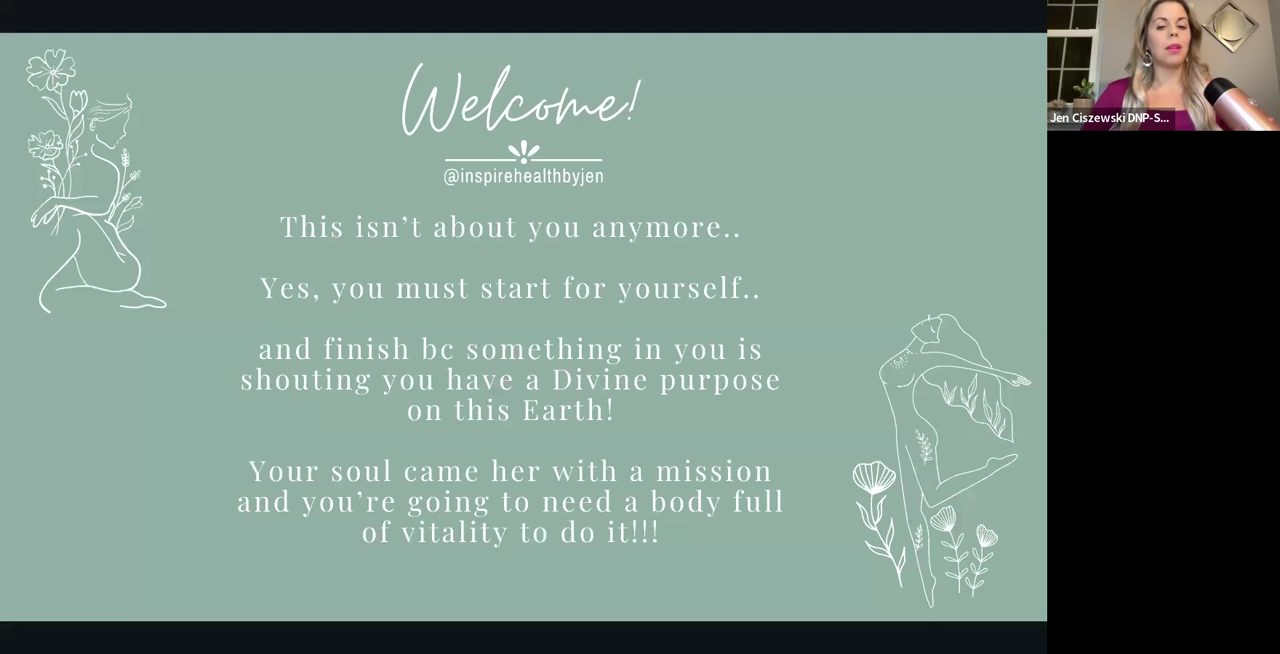 Welcome!
@inspirehealthbyjen
This isn’t about you anymore..
Yes, you must start for yourself..
and finish bc something in you is
shouting you have a Divine purpose
on this Earth!
Your soul came her with a mission
and you’re going to need a body full
of vitality to do it!!!
Jen Ciszewski DNP-S...